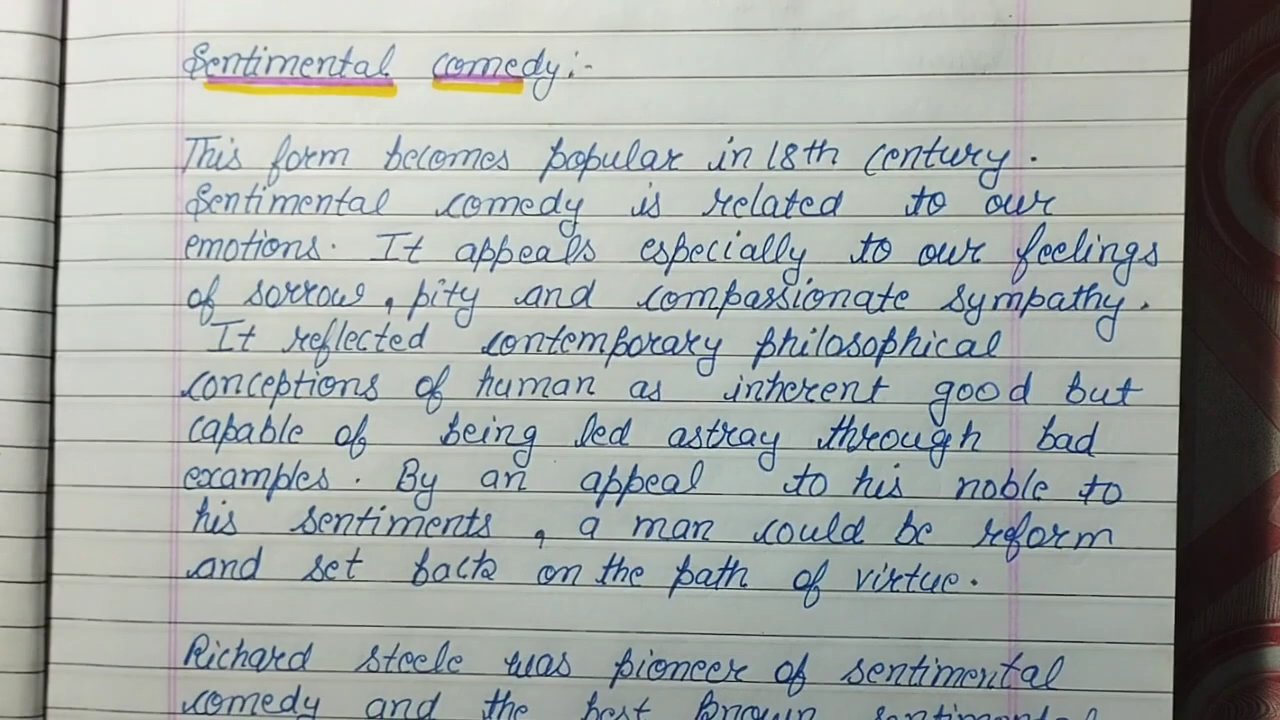 Sentimental comedy:-
This form becomes popular in 18th century.
Sentimental comedy is related to our
emotions. It appeals especially to our feelings
of sorrow, pity and compassionate sympathy.
It reflected contemporary philosophical
conceptions of human as inherent good but
capable of being led astray through bad
examples. By an appeal to his noble to
his sentiments, a man could be reform
and set back on the path of virtue.
Richard steele was pioneer of sentimental
comedy and the best known sentimental